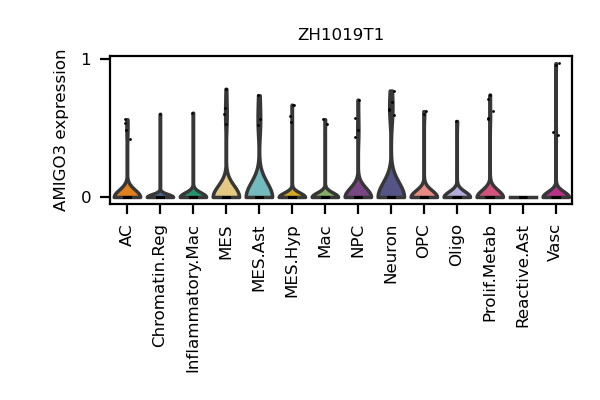 ZH1019T1
AMIGO3 expression
1
0
AC
Chromatin.Reg
Inflammatory.Mac
MES
MES.Ast
MES.Hyp
Mac
NPC
Neuron
OPC
Oligo
Prolif.Metab
Reactive.Ast
Vasc